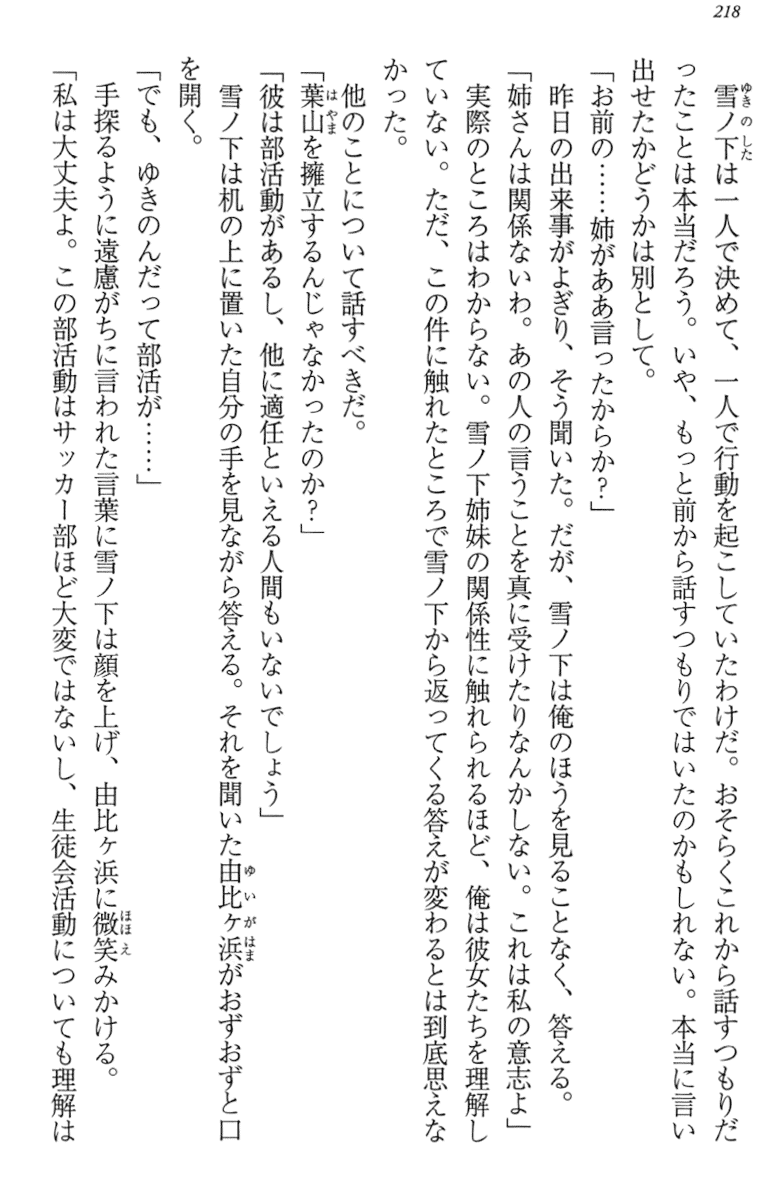 218
雪ノ下は一人で決めて、一人で行動を起こしていたわけだ。おそらくこれから話すつもりだ
ったことは本当だろう。いや、もっと前から話すつもりではいたのかもしれない。本当に言い
出せたかどうかは別として。
「お前の……姉がああ言ったからか？」
昨日の出来事がよぎり、そう聞いた。だが、雪ノ下は俺のほうを見ることなく、答える。
「姉さんは関係ないわ。あの人の言うことを真に受けたりなんかしない。これは私の意志よ」
実際のところはわからない。雪ノ下姉妹の関係性に触れられるほど、俺は彼女たちを理解し
ていない。ただ、この件に触れたところで雪ノ下から返ってくる答えが変わるとは到底思えな
かった。
他のことについて話すべきだ。
「葉山を擁立するんじゃなかったのか？」
「彼は部活動があるし、他に適任といえる人間もいないでしょう」
雪ノ下は机の上に置いた自分の手を見ながら答える。それを聞いた由比ヶ浜がおずおずと口
を開く。
「でも、ゆきのんだって部活が……」
手探るように遠慮がちに言われた言葉に雪ノ下は顔を上げ、由比ヶ浜に微笑みかける。
「私は大丈夫よ。この部活動はサッカー部ほど大変ではないし、生徒会活動についても理解は